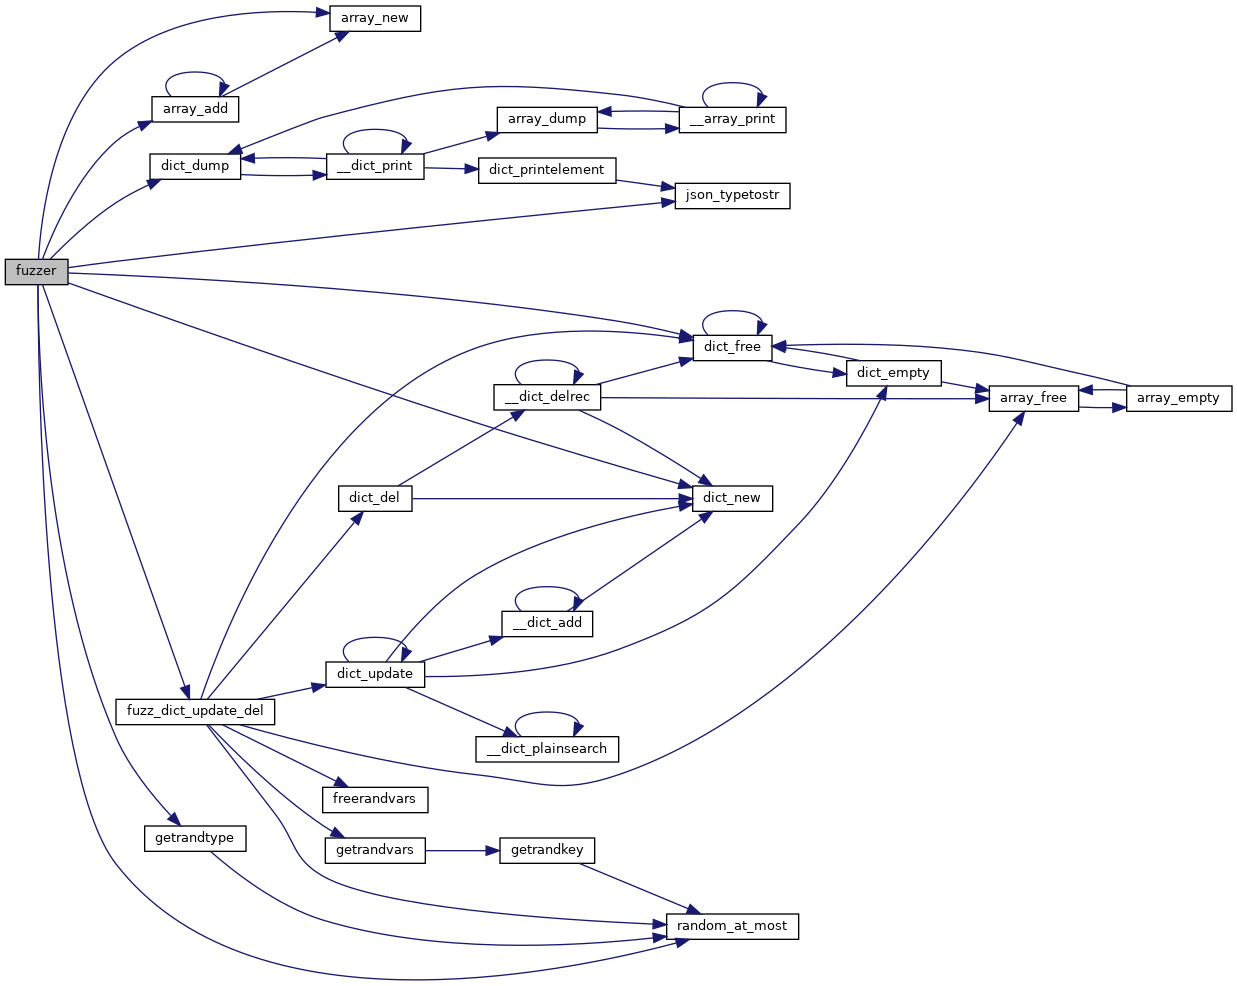 array_new
array_add
array_dump
__array_print
dict_dump
__dict_print
dict_printelement
json_typetostr
fuzzer
dict_free
dict_empty
__dict_delrec
array_free
array_empty
dict_del
dict_new
__dict_add
dict_update
fuzz_dict_update_del
__dict_plainsearch
freerandvars
getrandtype
getrandvars
getrandkey
random_at_most